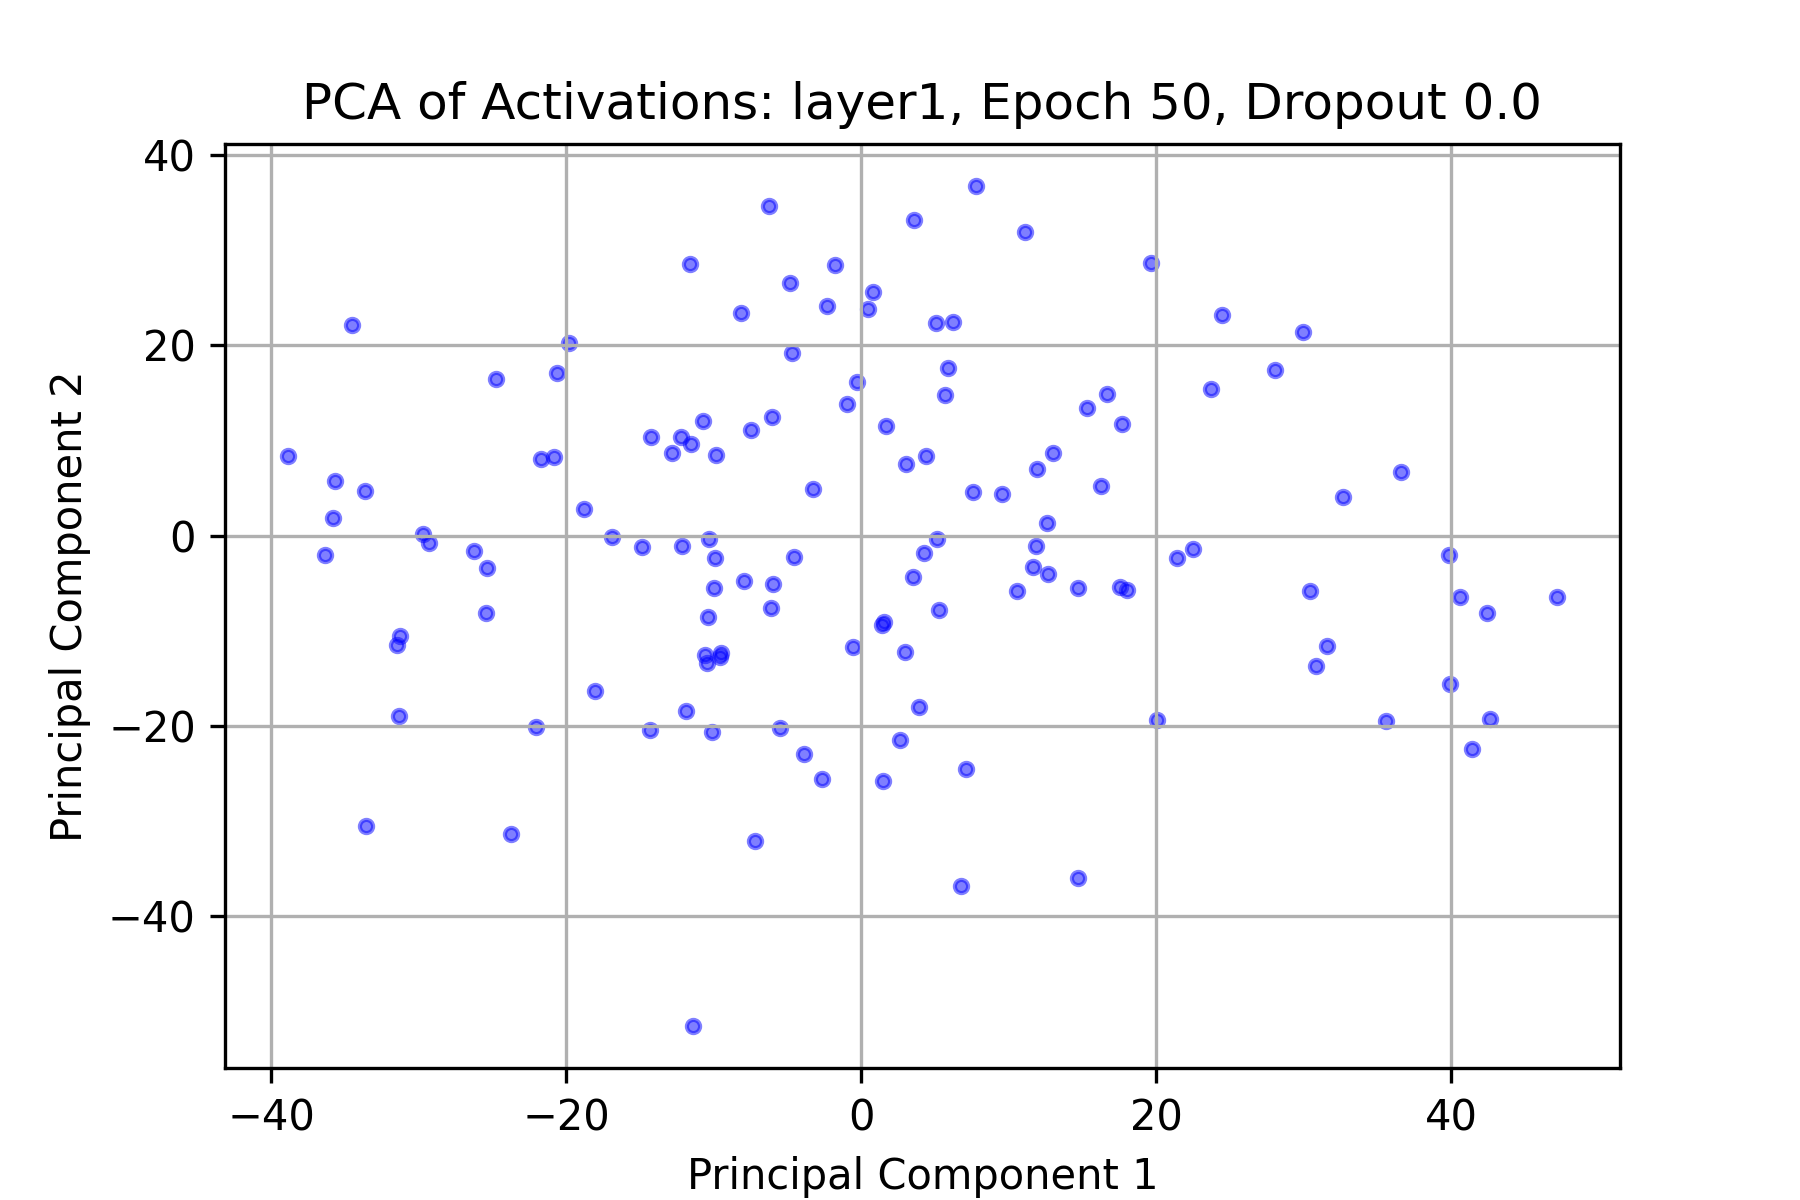 PCA of Activations: layer1, Epoch 50, Dropout 0.0
40
20
0
−20
−40
Principal Component 2
−40 −20 0 20 40
Principal Component 1